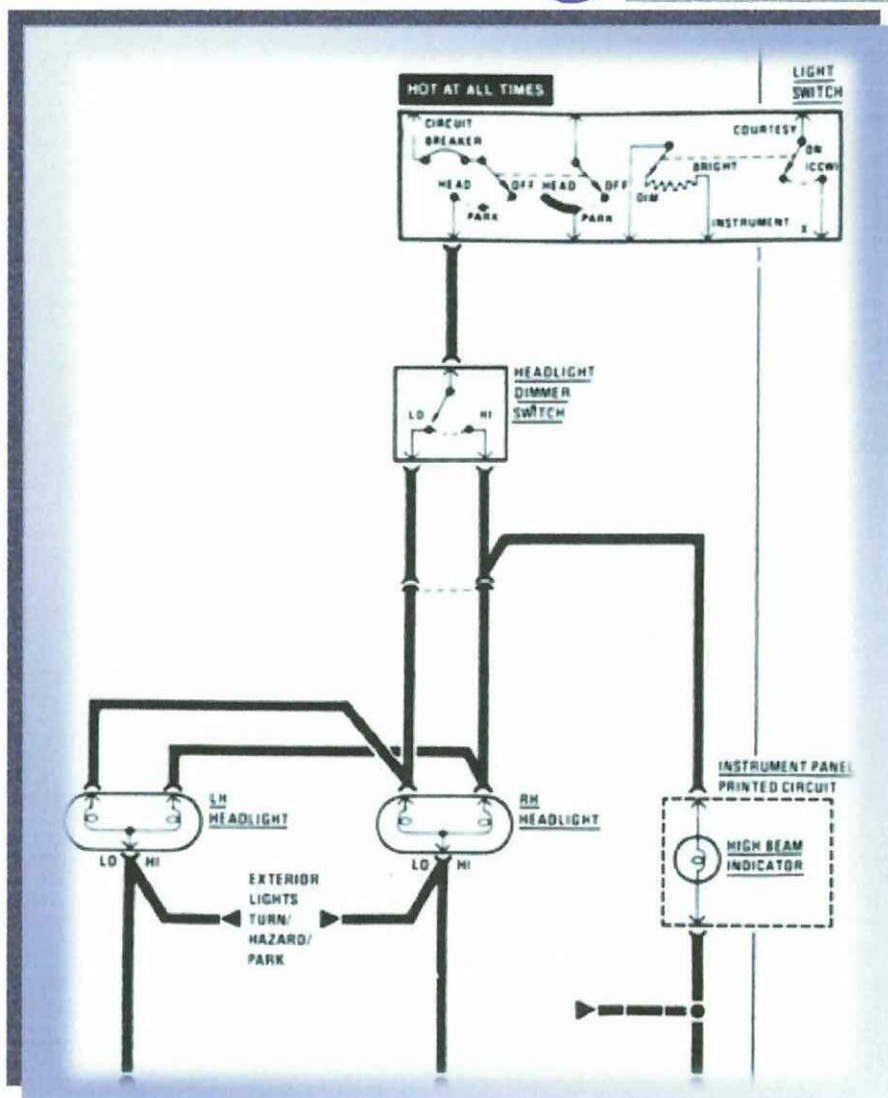 HOT AT ALL TIMES
LIGHT
SWITCH
CIRCUIT
BREAKER
COURTESY
ON
(CCW)
BRIGHT
HEAD
OFF
HEAD
OFF
DIM
PARK
PARK
INSTRUMENT
X
HEADLIGHT
DIMMER
SWITCH
LO
HI
INSTRUMENT PANEL
PRINTED CIRCUIT
LH
HEADLIGHT
RH
HEADLIGHT
HIGH BEAM
INDICATOR
LO
HI
LO
HI
EXTERIOR
LIGHTS
TURN/
HAZARD/
PARK